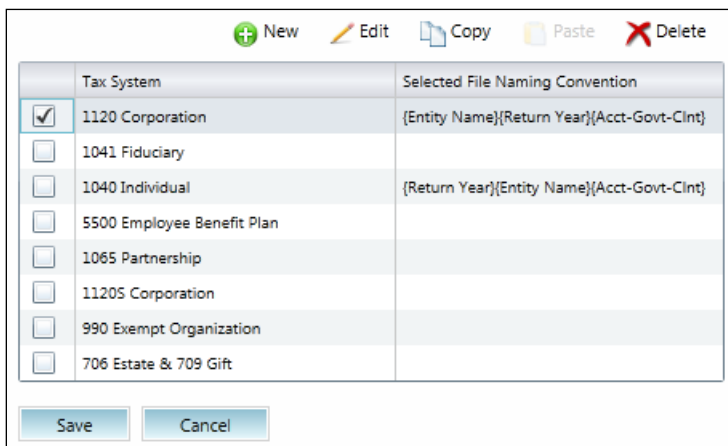 New Edit Copy Paste Delete
Tax System Selected File Naming Convention
1120 Corporation {Entity Name}{Return Year}{Acct-Govt-Clnt}
1041 Fiduciary
1040 Individual {Return Year}{Entity Name}{Acct-Govt-Clnt}
5500 Employee Benefit Plan
1065 Partnership
1120S Corporation
990 Exempt Organization
706 Estate & 709 Gift
Save Cancel